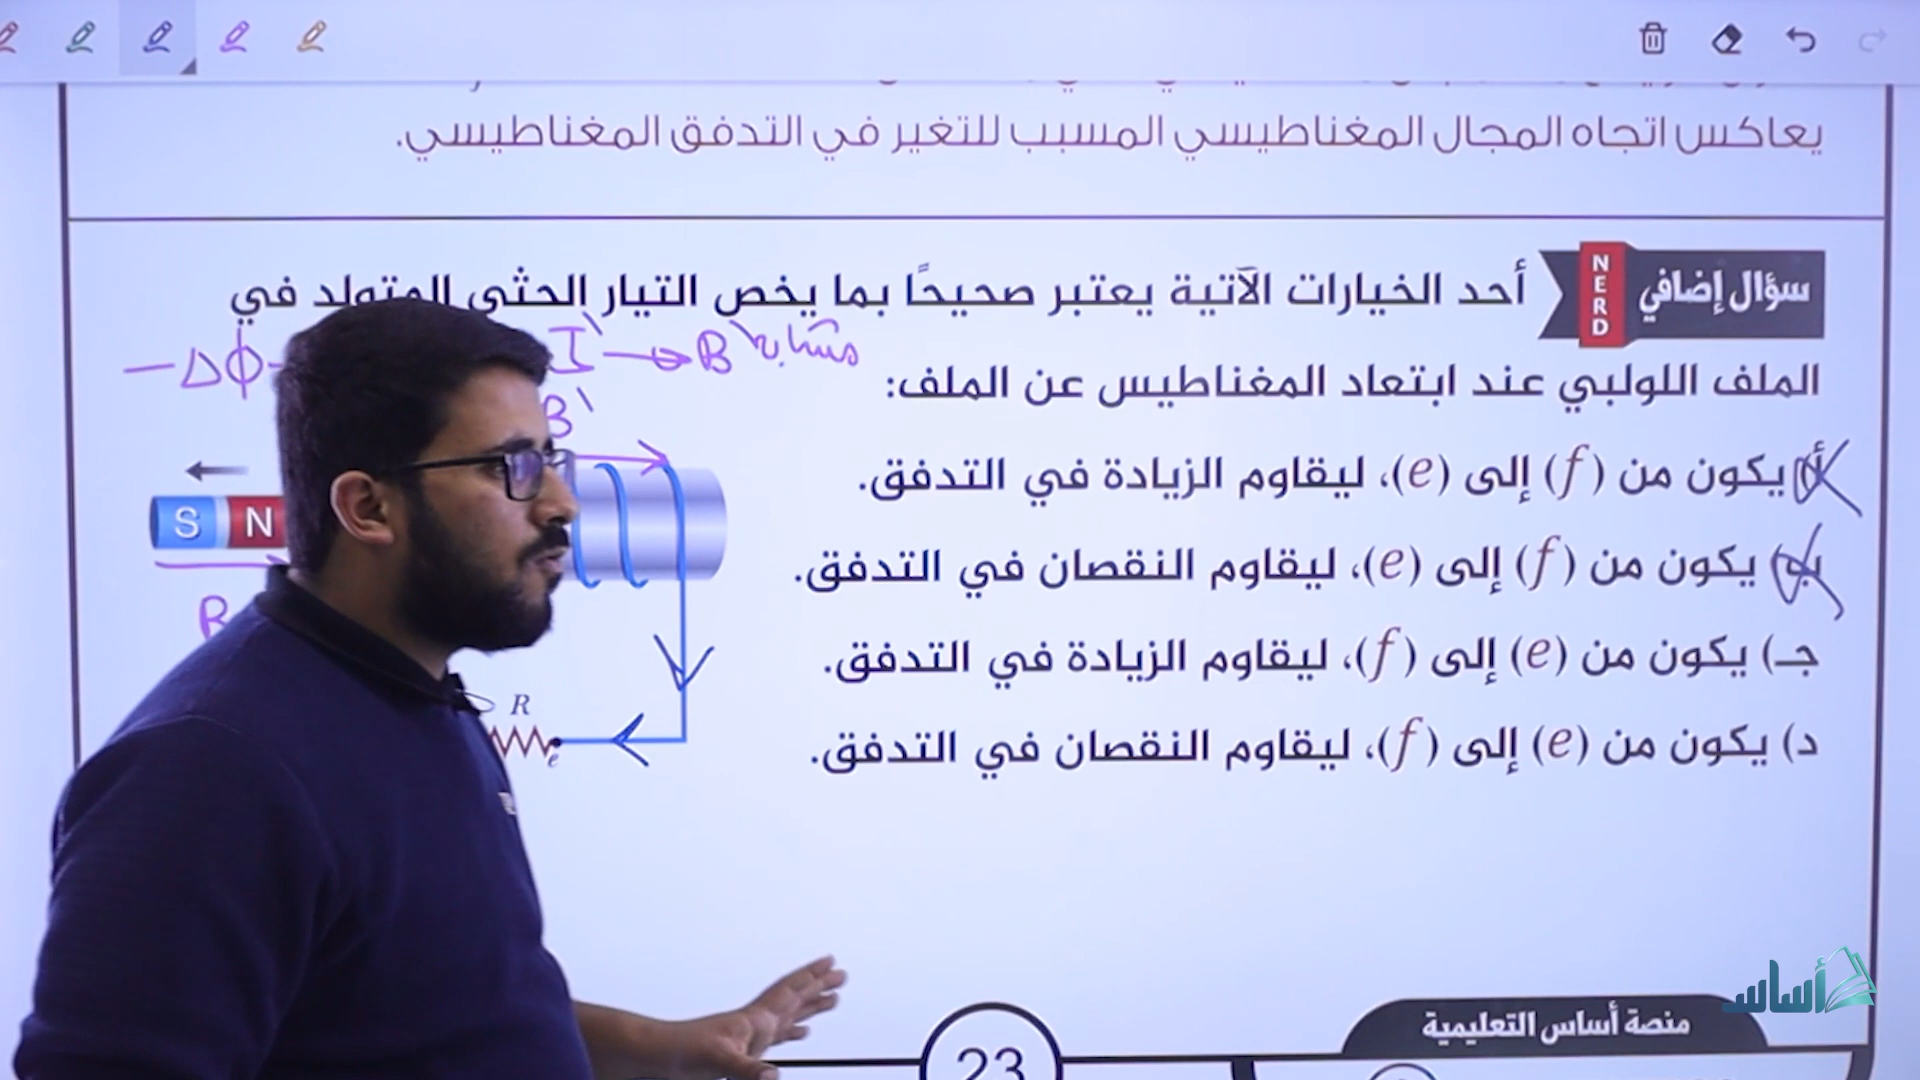 يعاكس اتجاه المجال المغناطيسي المسبب للتغير في التدفق المغناطيسي.
سؤال إضافي NERD أحد الخيارات الآتية يعتبر صحيحًا بما يخص التيار الحثي المتولد في
الملف اللولبي عند ابتعاد المغناطيس عن الملف:
أ) يكون من (f) إلى (e)، ليقاوم الزيادة في التدفق.
ب) يكون من (f) إلى (e)، ليقاوم النقصان في التدفق.
جـ) يكون من (e) إلى (f)، ليقاوم الزيادة في التدفق.
د) يكون من (e) إلى (f)، ليقاوم النقصان في التدفق.
-ΔΦ
I` → B` متشابه
B`
S N
B
R
e
أساس
منصة أساس التعليمية
23